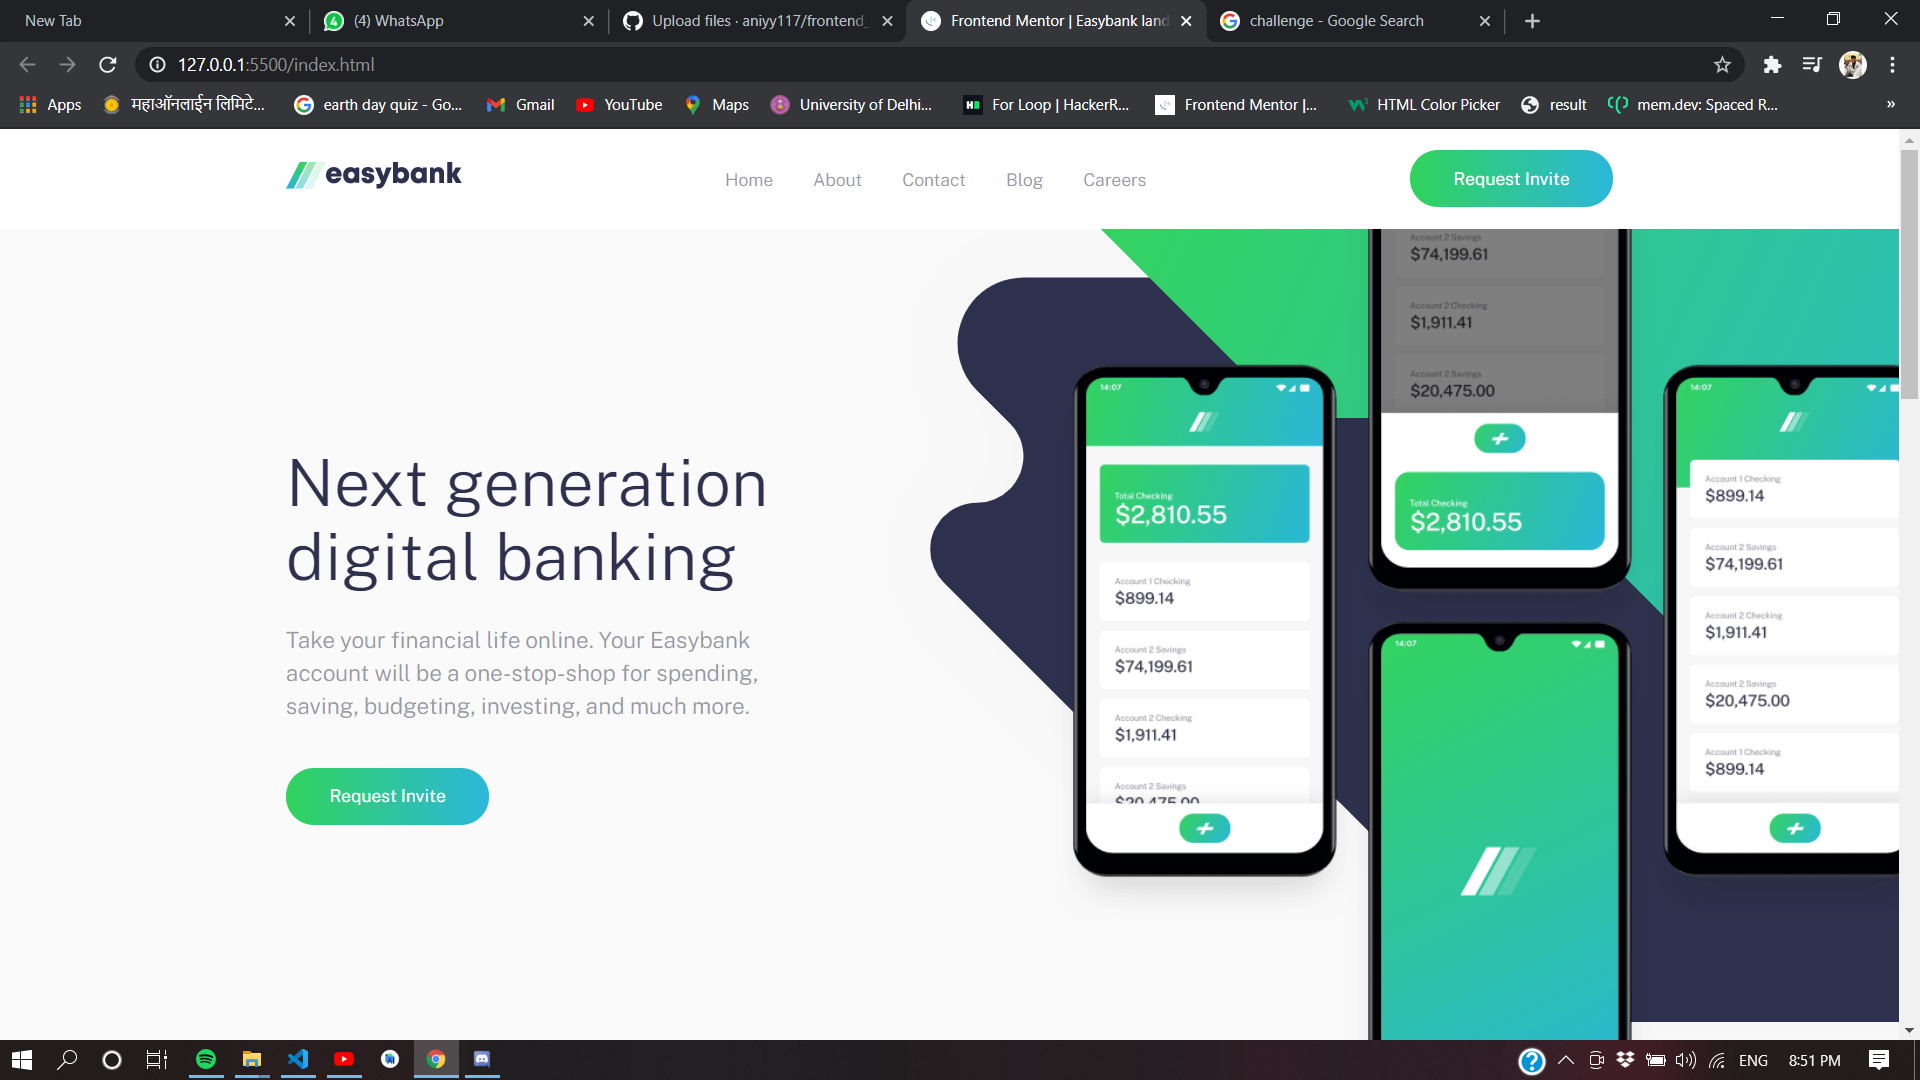 New Tab
(4) WhatsApp
Upload files · aniyy117/frontend_
Frontend Mentor | Easybank land
challenge - Google Search
127.0.0.1:5500/index.html
Apps
महाऑनलाईन लिमिटे...
earth day quiz - Go...
Gmail
YouTube
Maps
University of Delhi...
For Loop | HackerR...
Frontend Mentor |...
HTML Color Picker
result
mem.dev: Spaced R...
»
easybank
Home
About
Contact
Blog
Careers
Request Invite
Next generation
digital banking
Take your financial life online. Your Easybank
account will be a one-stop-shop for spending,
saving, budgeting, investing, and much more.
Request Invite
14:07
Total Checking
$2,810.55
Account 1 Checking
$899.14
Account 2 Savings
$74,199.61
Account 2 Checking
$1,911.41
Account 2 Savings
$20,475.00
Account 2 Savings
$74,199.61
Account 2 Checking
$1,911.41
Account 2 Savings
$20,475.00
Total Checking
$2,810.55
14:07
14:07
Account 1 Checking
$899.14
Account 2 Savings
$74,199.61
Account 2 Checking
$1,911.41
Account 2 Savings
$20,475.00
Account 1 Checking
$899.14
ENG
8:51 PM